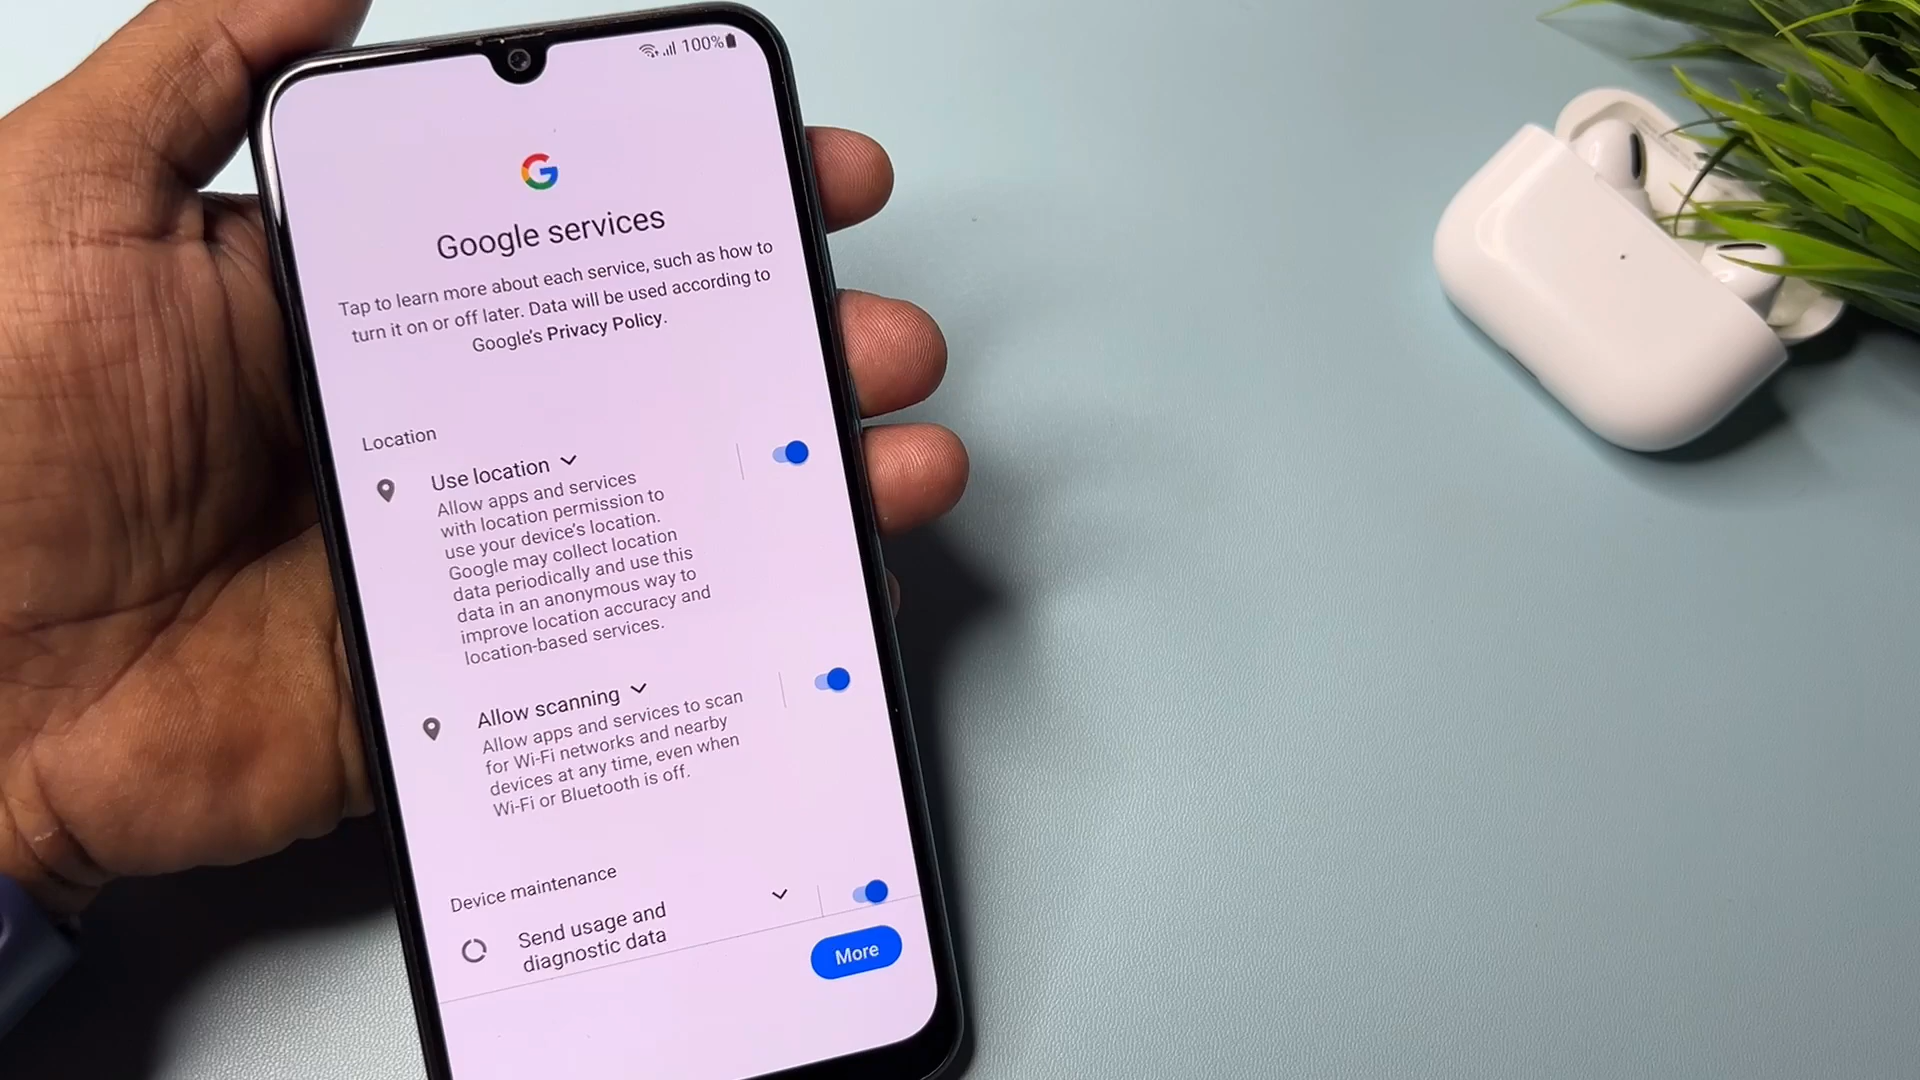 100%
Google services
Tap to learn more about each service, such as how to
turn it on or off later. Data will be used according to
Google's Privacy Policy.
Location
Use location
Allow apps and services
with location permission to
use your device's location.
Google may collect location
data periodically and use this
data in an anonymous way to
improve location accuracy and
location-based services.
Allow scanning
Allow apps and services to scan
for Wi-Fi networks and nearby
devices at any time, even when
Wi-Fi or Bluetooth is off.
Device maintenance
Send usage and
diagnostic data
More